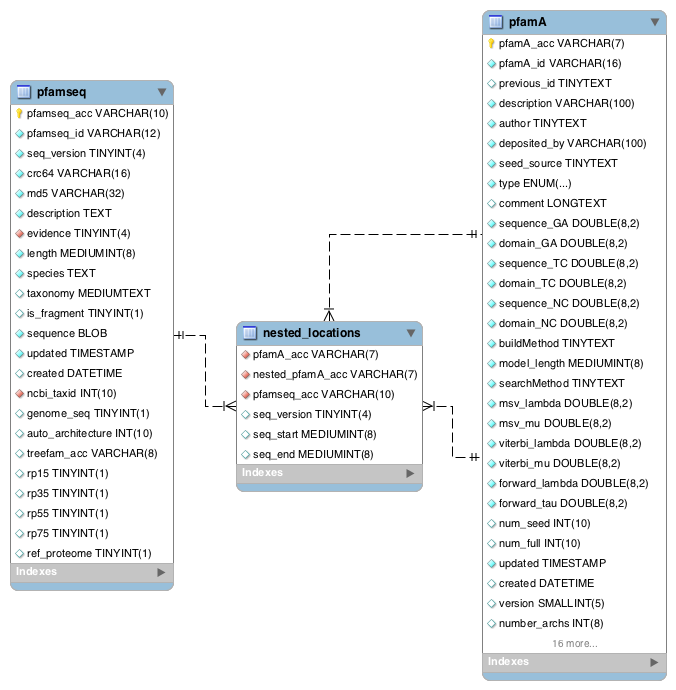 pfamseq
pfamseq_acc VARCHAR(10)
pfamseq_id VARCHAR(12)
seq_version TINYINT(4)
crc64 VARCHAR(16)
md5 VARCHAR(32)
description TEXT
evidence TINYINT(4)
length MEDIUMINT(8)
species TEXT
taxonomy MEDIUMTEXT
is_fragment TINYINT(1)
sequence BLOB
updated TIMESTAMP
created DATETIME
ncbi_taxid INT(10)
genome_seq TINYINT(1)
auto_architecture INT(10)
treefam_acc VARCHAR(8)
rp15 TINYINT(1)
rp35 TINYINT(1)
rp55 TINYINT(1)
rp75 TINYINT(1)
ref_proteome TINYINT(1)
Indexes
nested_locations
pfamA_acc VARCHAR(7)
nested_pfamA_acc VARCHAR(7)
pfamseq_acc VARCHAR(10)
seq_version TINYINT(4)
seq_start MEDIUMINT(8)
seq_end MEDIUMINT(8)
Indexes
pfamA
pfamA_acc VARCHAR(7)
pfamA_id VARCHAR(16)
previous_id TINYTEXT
description VARCHAR(100)
author TINYTEXT
deposited_by VARCHAR(100)
seed_source TINYTEXT
type ENUM(...)
comment LONGTEXT
sequence_GA DOUBLE(8,2)
domain_GA DOUBLE(8,2)
sequence_TC DOUBLE(8,2)
domain_TC DOUBLE(8,2)
sequence_NC DOUBLE(8,2)
domain_NC DOUBLE(8,2)
buildMethod TINYTEXT
model_length MEDIUMINT(8)
searchMethod TINYTEXT
msv_lambda DOUBLE(8,2)
msv_mu DOUBLE(8,2)
viterbi_lambda DOUBLE(8,2)
viterbi_mu DOUBLE(8,2)
forward_lambda DOUBLE(8,2)
forward_tau DOUBLE(8,2)
num_seed INT(10)
num_full INT(10)
updated TIMESTAMP
created DATETIME
version SMALLINT(5)
number_archs INT(8)
16 more...
Indexes